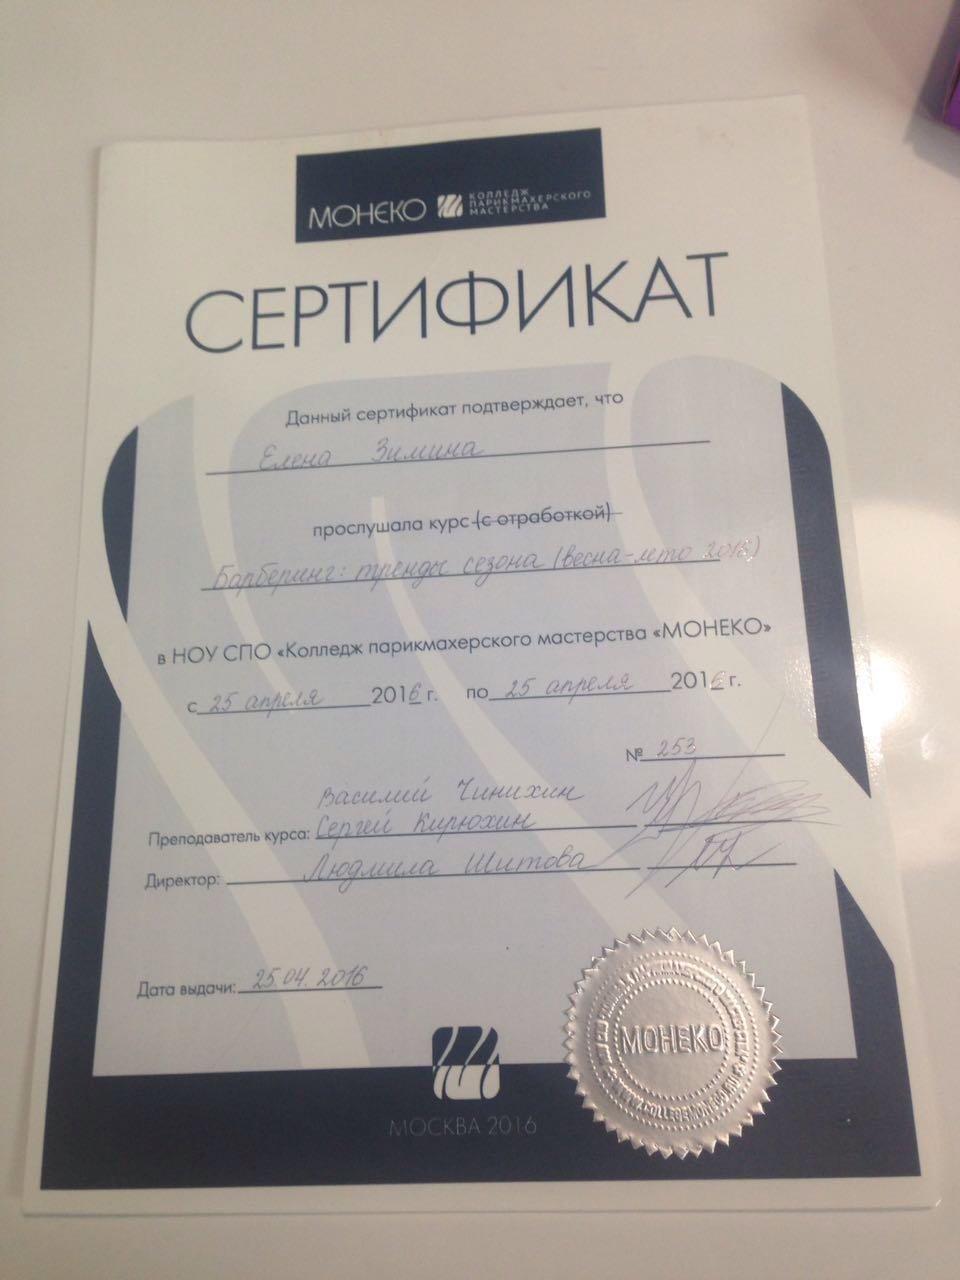 МОНЕКО
КОЛЛЕДЖ
ПАРИКМАХЕРСКОГО
МАСТЕРСТВА
СЕРТИФИКАТ
Данный сертификат подтверждает, что
Елена Зимина
прослушала курс (с отработкой)
Барберинг: тренды сезона (весна-лето 2016)
в НОУ СПО «Колледж парикмахерского мастерства «МОНЕКО»
с 25 апреля 2016 г. по 25 апреля 2016 г.
№ 253
Василий Чинихин
Преподаватель курса: Сергей Кирюхин
Директор: Людмила Шитова
Дата выдачи: 25.04.2016
МОНЕКО
МОСКВА 2016